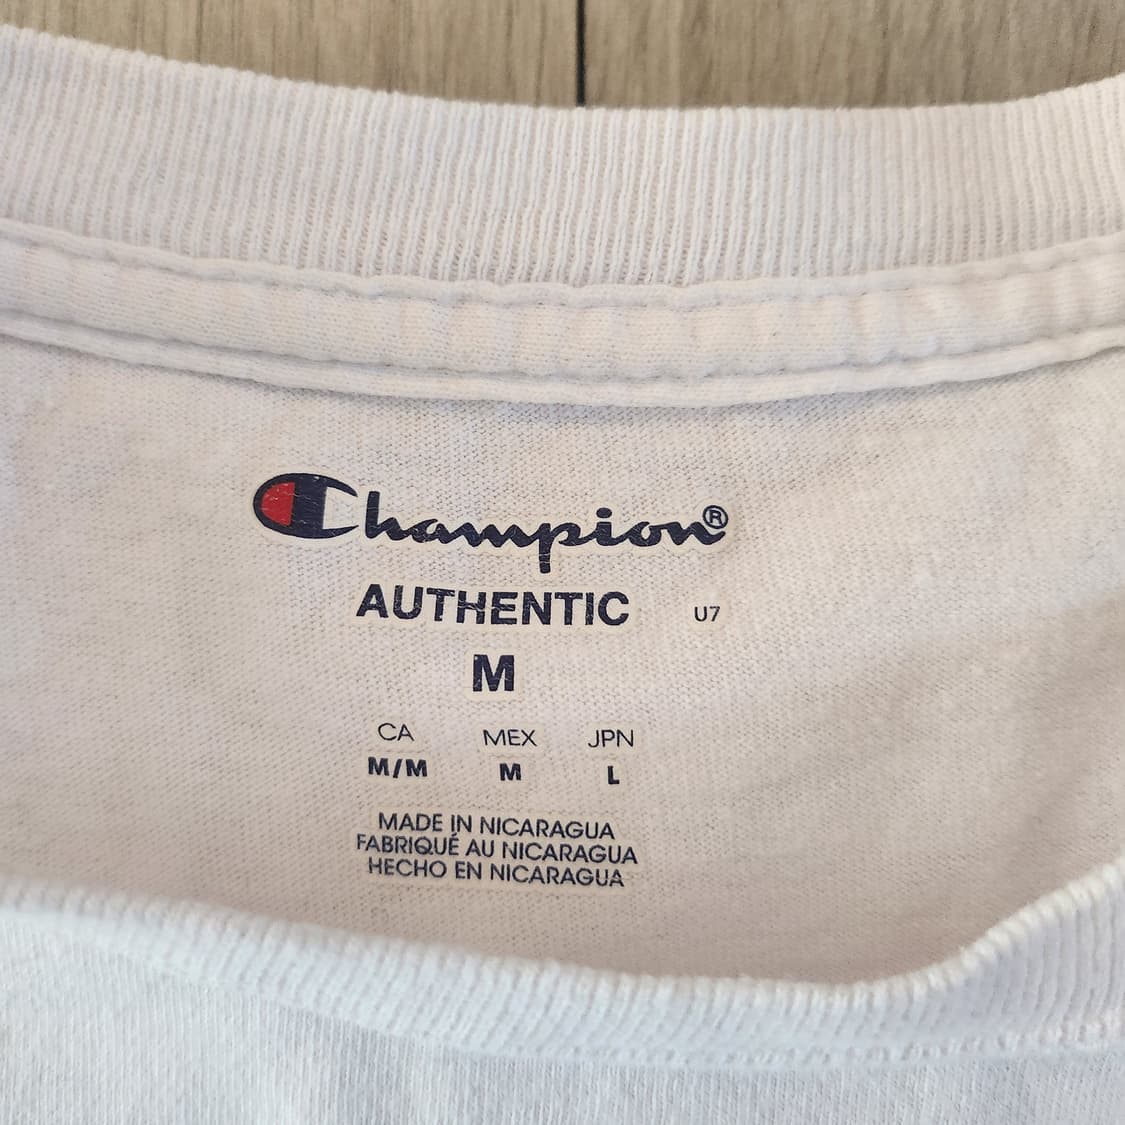 Champion®
AUTHENTIC U7
M
CA MEX JPN
M/M M L
MADE IN NICARAGUA
FABRIQUÉ AU NICARAGUA
HECHO EN NICARAGUA